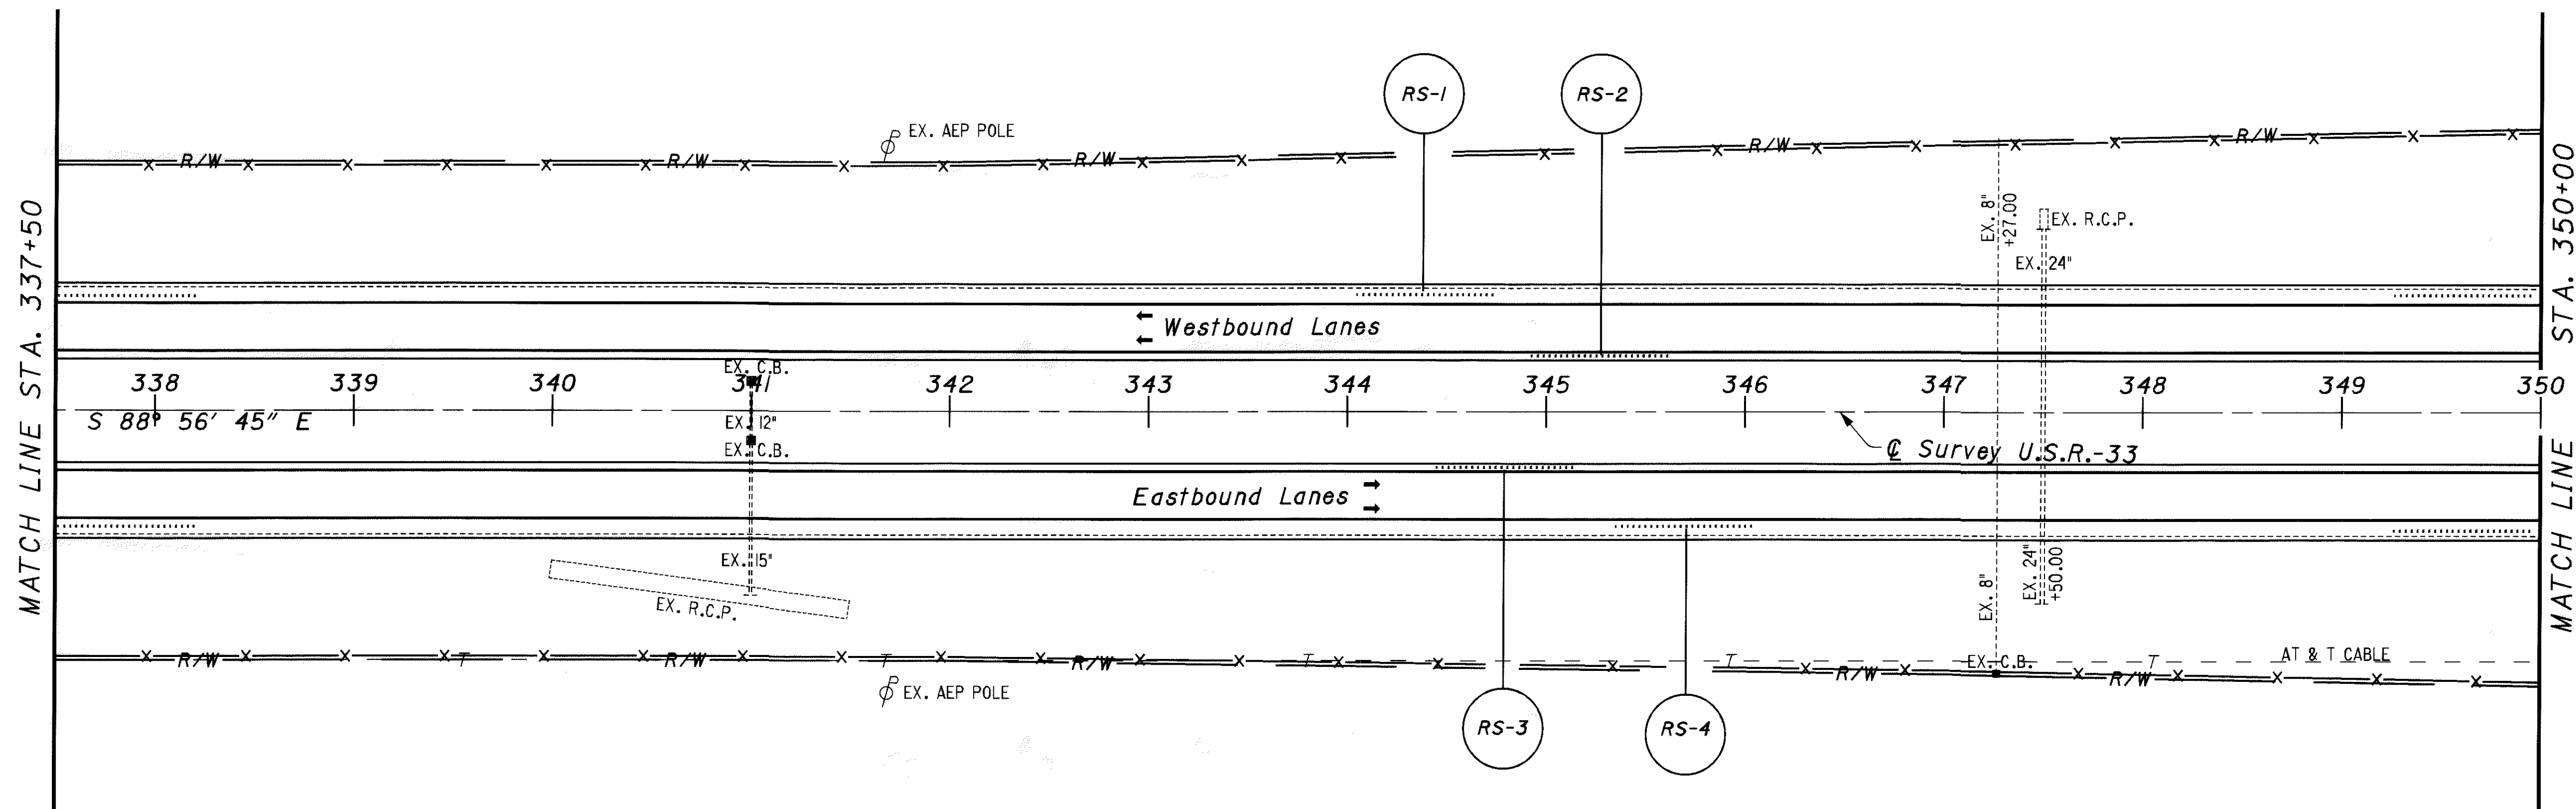 RS-1
RS-2
EX. AEP POLE
R/W R/W R/W R/W R/W
MATCH LINE STA. 337+50
EX. 8"
+27.00
EX. R.C.P.
EX. 24"
Westbound Lanes
EX. C.B.
338 339 340 341 342 343 344 345 346 347 348 349 350
S 88° 56' 45" E
EX. 12"
EX. C.B.
℄ Survey U.S.R.-33
Eastbound Lanes
EX. 15"
EX. R.C.P.
EX. 8"
EX. 24"
+50.00
R/W T R/W T R/W T T R/W EX. C.B. R/W T AT & T CABLE
EX. AEP POLE
RS-3
RS-4
MATCH LINE STA. 350+00